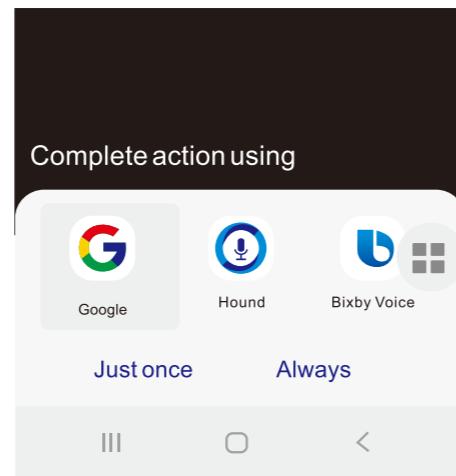 Complete action using
Google
Hound
Bixby Voice
Just once
Always